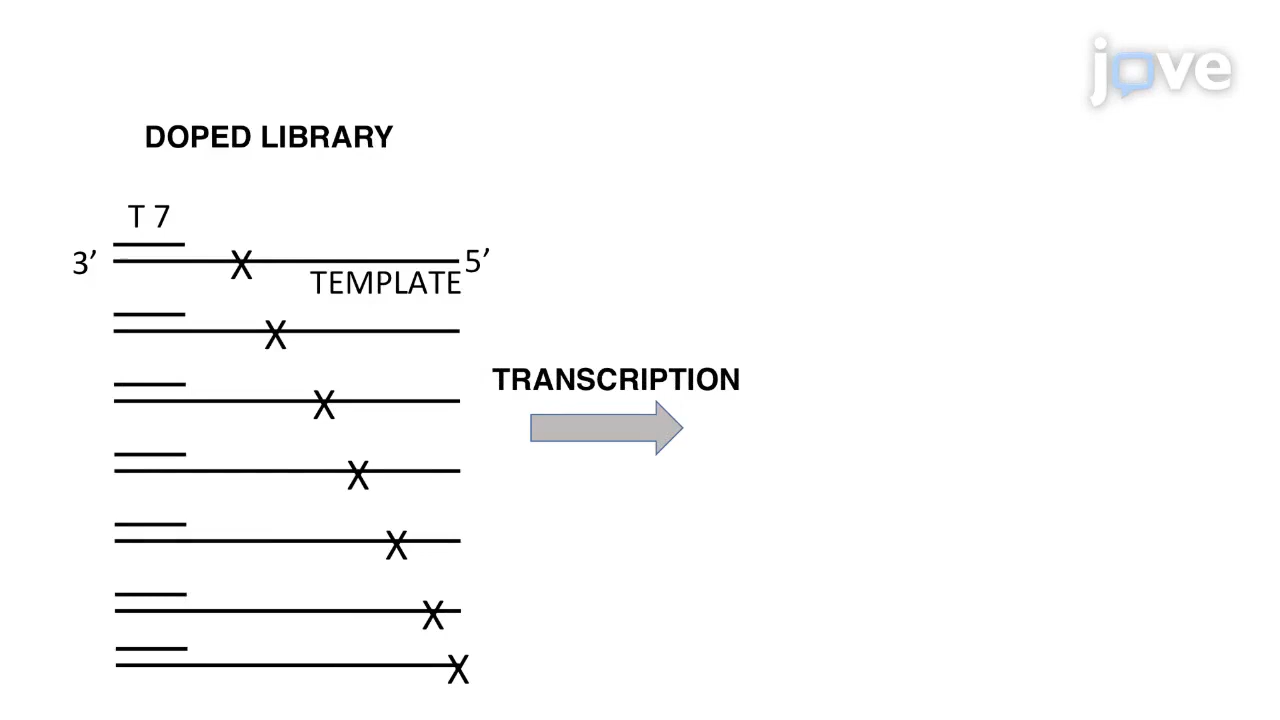 jove
DOPED LIBRARY
T 7
3’
X
5’
TEMPLATE
X
TRANSCRIPTION
X
X
X
X
X